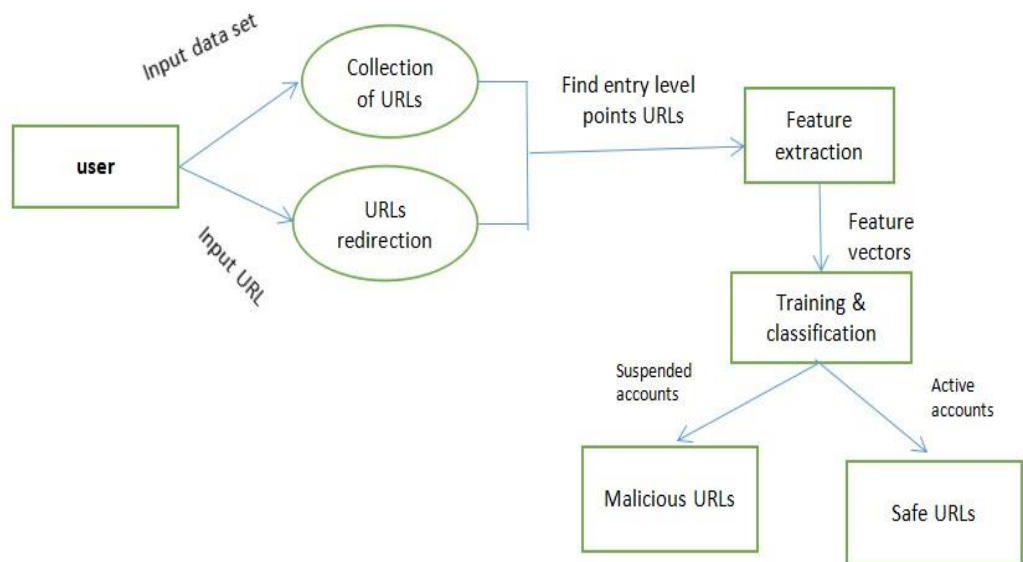 Input data set
Collection
of URLs
Find entry level
points URLs
Feature
extraction
user
URLs
redirection
Input URL
Feature
vectors
Training &
classification
Suspended
accounts
Active
accounts
Malicious URLs
Safe URLs